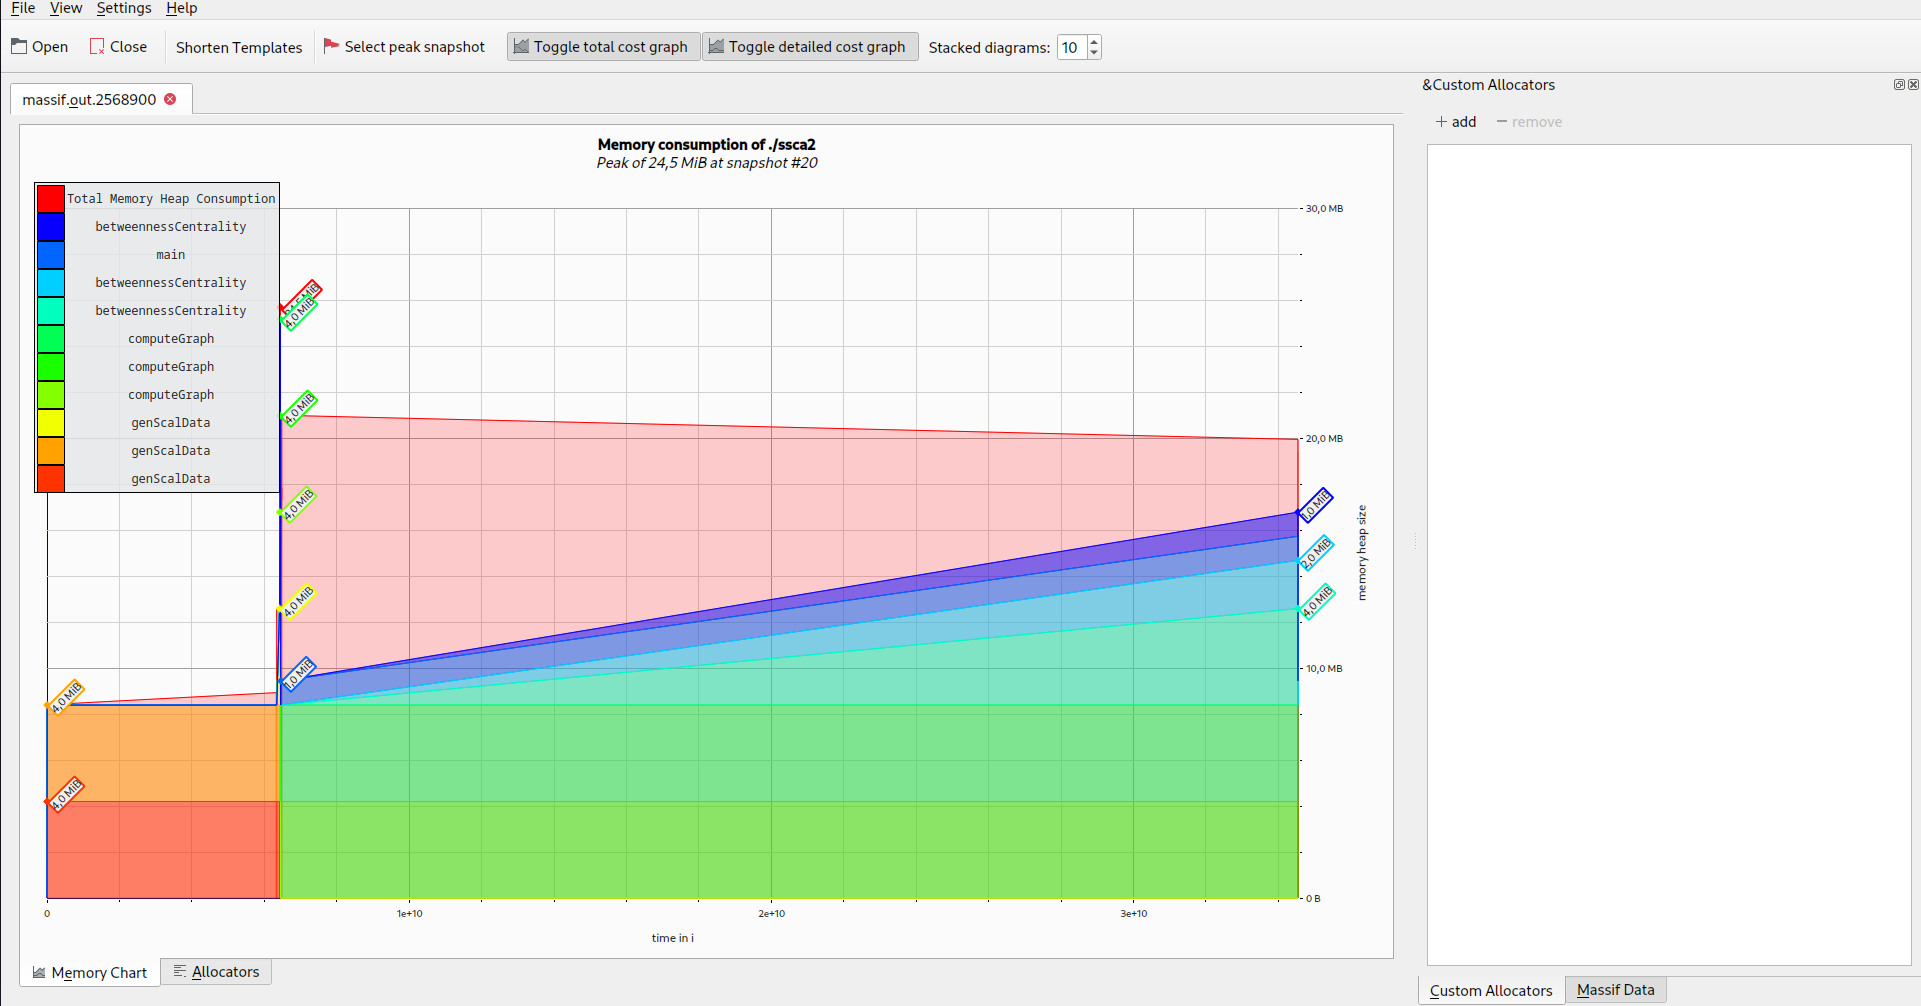 File View Settings Help
Open Close Shorten Templates Select peak snapshot Toggle total cost graph Toggle detailed cost graph Stacked diagrams: 10
massif.out.2568900
&Custom Allocators
add remove
Memory consumption of ./ssca2
Peak of 24,5 MiB at snapshot #20
Total Memory Heap Consumption
betweennessCentrality
main
betweennessCentrality
betweennessCentrality
computeGraph
computeGraph
computeGraph
genScalData
genScalData
genScalData
30,0 MB
4,0 MiB
4,0 MiB
20,0 MB
4,0 MiB
1,0 MiB
memory heap size
2,0 MiB
4,0 MiB
4,0 MiB
1,0 MiB
10,0 MB
4,0 MiB
4,0 MiB
0 B
0 1e+10 2e+10 3e+10
time in i
Memory Chart Allocators
Custom Allocators Massif Data